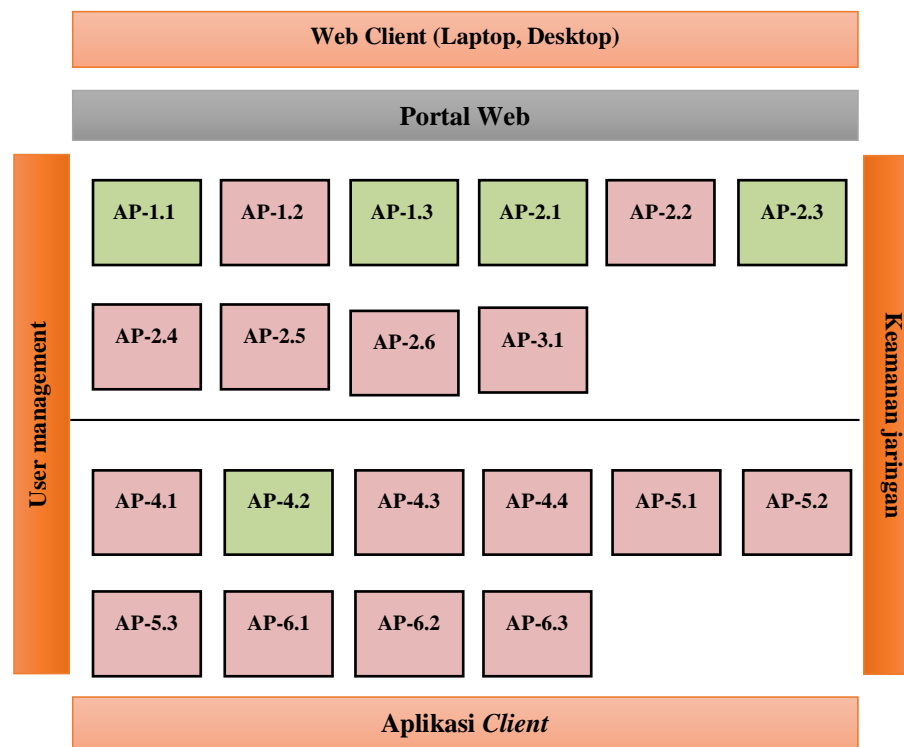 Web Client (Laptop, Desktop)
Portal Web
User management
AP-1.1 AP-1.2 AP-1.3 AP-2.1 AP-2.2 AP-2.3
AP-2.4 AP-2.5 AP-2.6 AP-3.1
Keamanan jaringan
AP-4.1 AP-4.2 AP-4.3 AP-4.4 AP-5.1 AP-5.2
AP-5.3 AP-6.1 AP-6.2 AP-6.3
Aplikasi Client